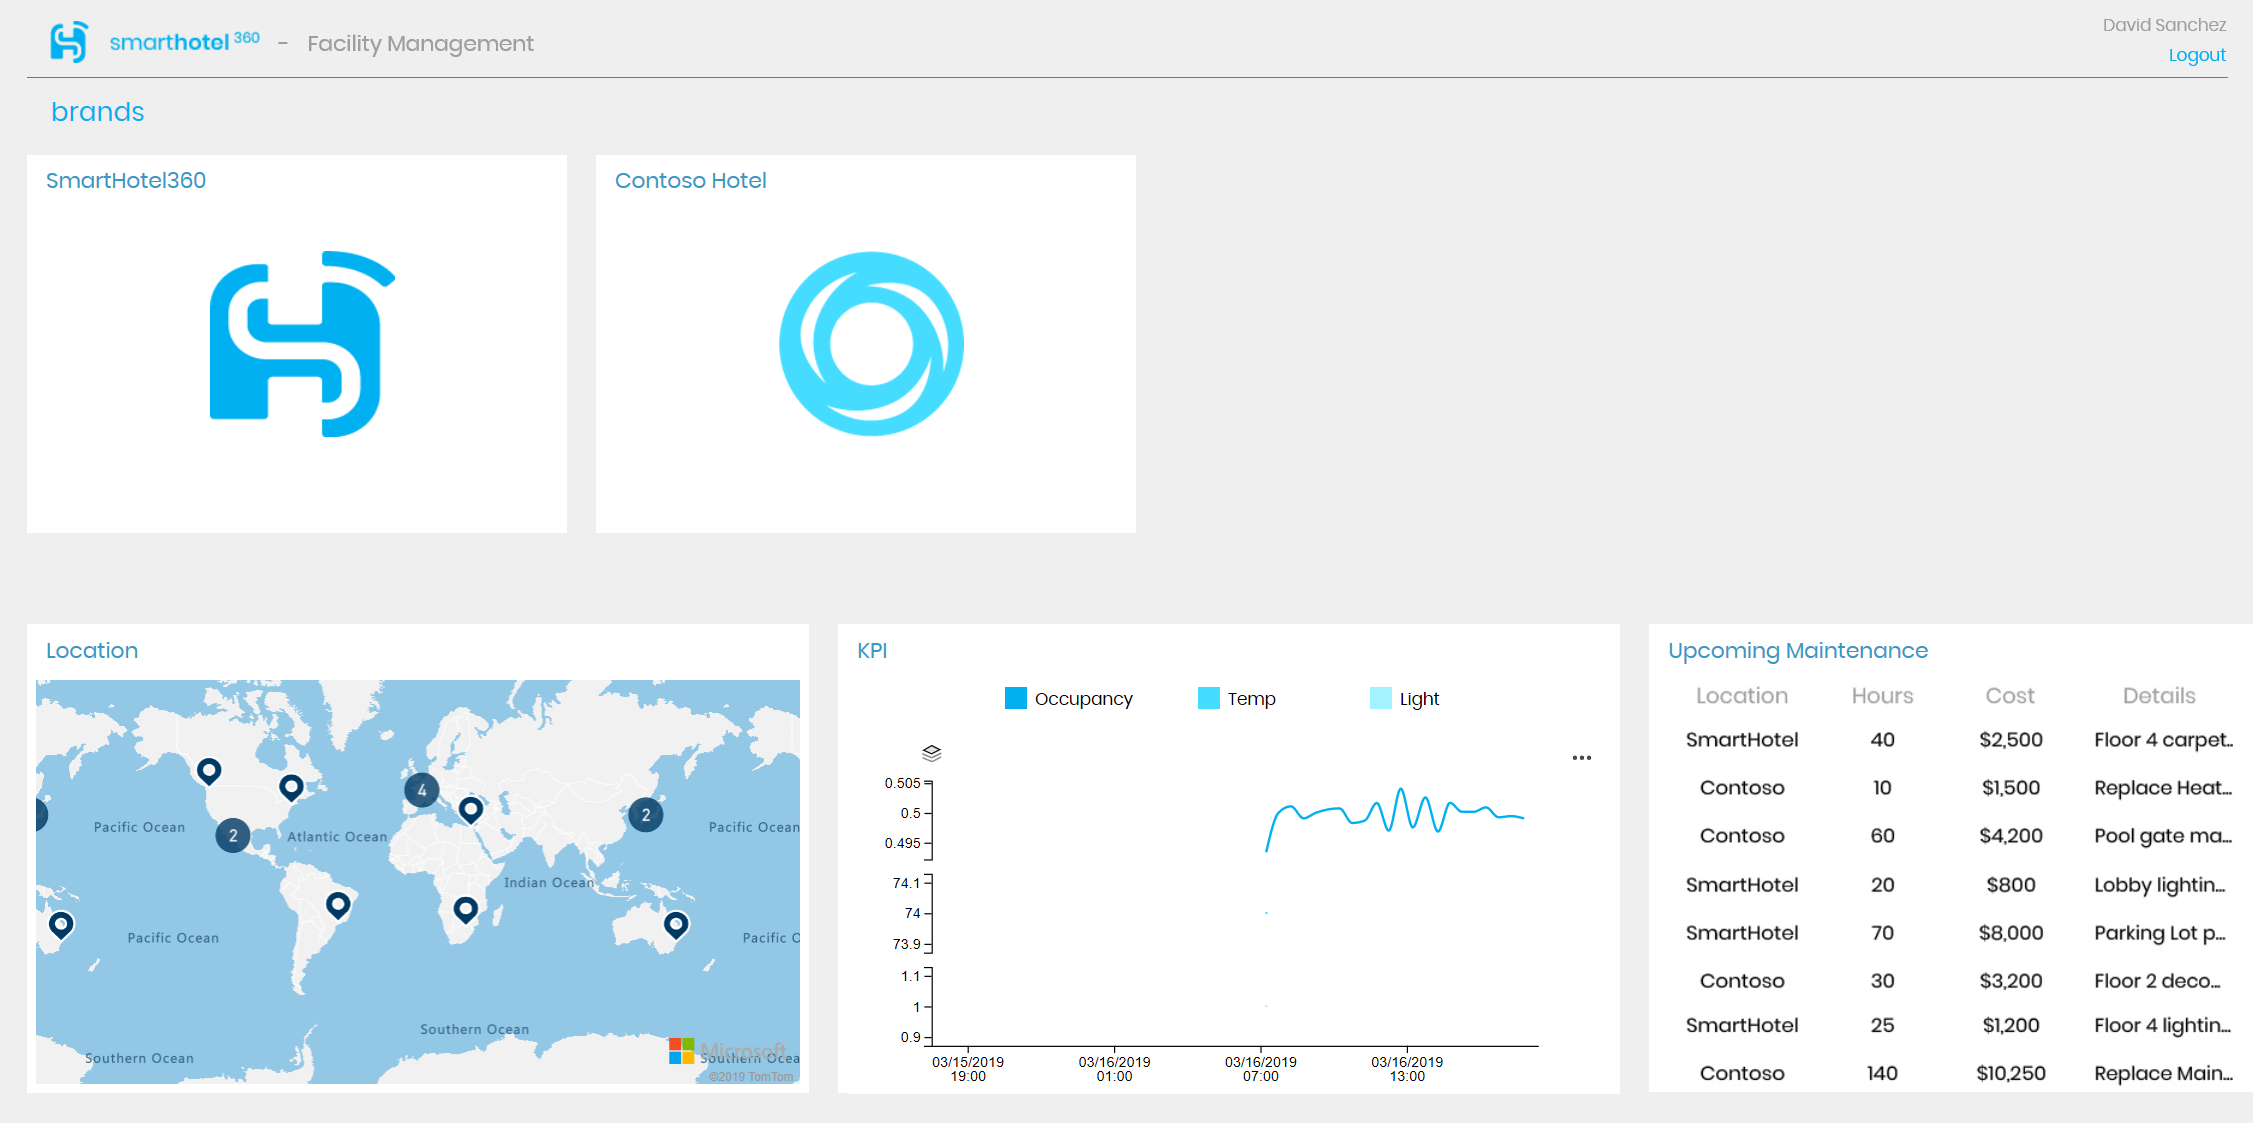 smarthotel 360 - Facility Management
David Sanchez
Logout
brands
SmartHotel360
Contoso Hotel
Location
Pacific Ocean
Atlantic Ocean
Pacific Ocean
Indian Ocean
Pacific Ocean
Pacific O
Southern Ocean
Southern Ocean
Southern Ocea
4
2
2
Microsoft
©2019 TomTom
KPI
Occupancy
Temp
Light
0.505
0.5
0.495
74.1
74
73.9
1.1
1
0.9
03/15/2019 19:00
03/16/2019 01:00
03/16/2019 07:00
03/16/2019 13:00
Upcoming Maintenance
Location Hours Cost Details
SmartHotel 40 $2,500 Floor 4 carpet..
Contoso 10 $1,500 Replace Heat...
Contoso 60 $4,200 Pool gate ma...
SmartHotel 20 $800 Lobby lightin...
SmartHotel 70 $8,000 Parking Lot p...
Contoso 30 $3,200 Floor 2 deco...
SmartHotel 25 $1,200 Floor 4 lightin...
Contoso 140 $10,250 Replace Main...